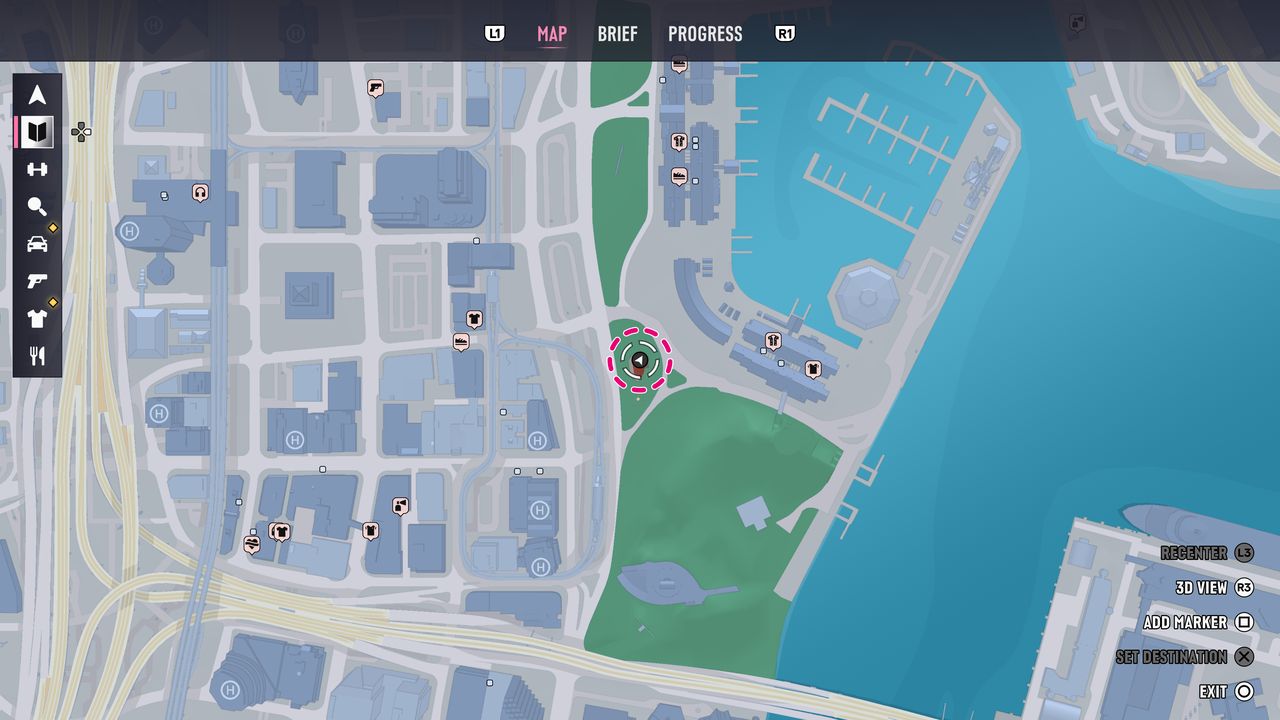 L1 MAP BRIEF PROGRESS R1
H
H
H
H
H
H
H
H
H
RECENTER L3
3D VIEW R3
ADD MARKER
SET DESTINATION
EXIT